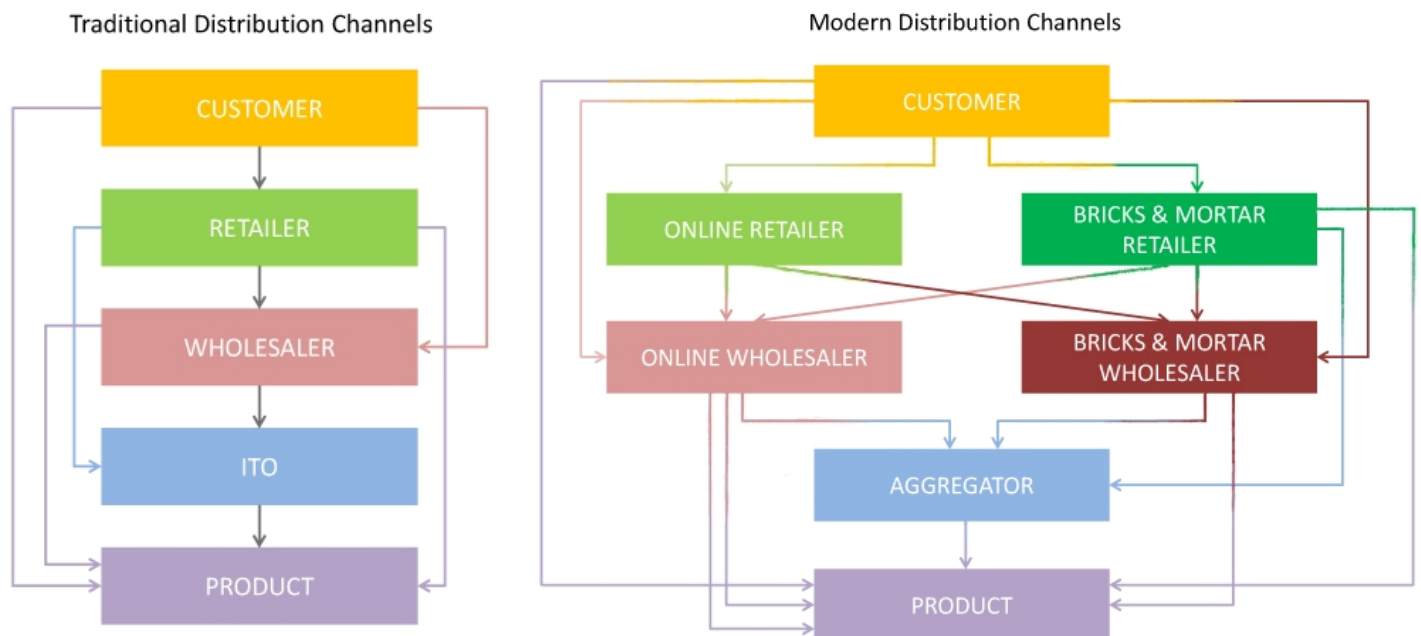 Traditional Distribution Channels
CUSTOMER
RETAILER
WHOLESALER
ITO
PRODUCT
Modern Distribution Channels
CUSTOMER
ONLINE RETAILER
BRICKS & MORTAR
RETAILER
ONLINE WHOLESALER
BRICKS & MORTAR
WHOLESALER
AGGREGATOR
PRODUCT